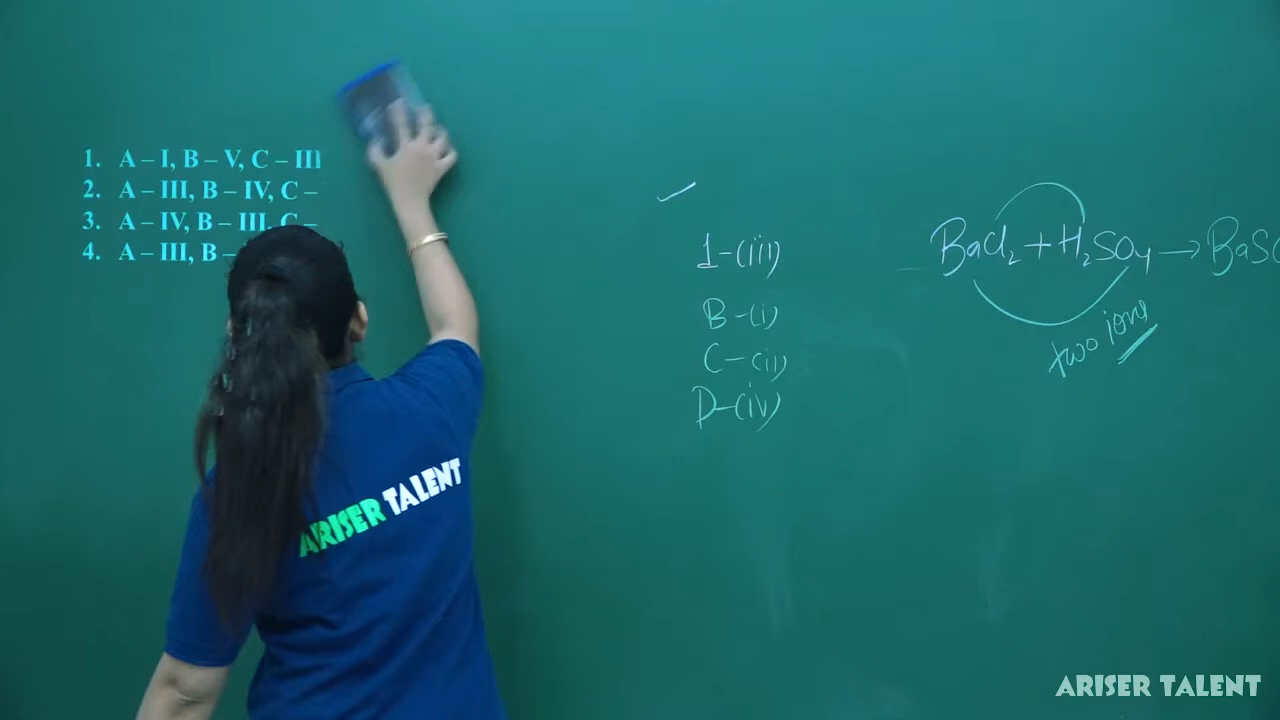 1. A – I, B – V, C – III
2. A – III, B – IV, C –
3. A – IV, B – III, C –
4. A – III, B –
1-(iii)
B-(i)
C-(ii)
D-(iv)
BaCl₂ + H₂SO₄ → BaSO
two ions
ARISER TALENT
ARISER TALENT